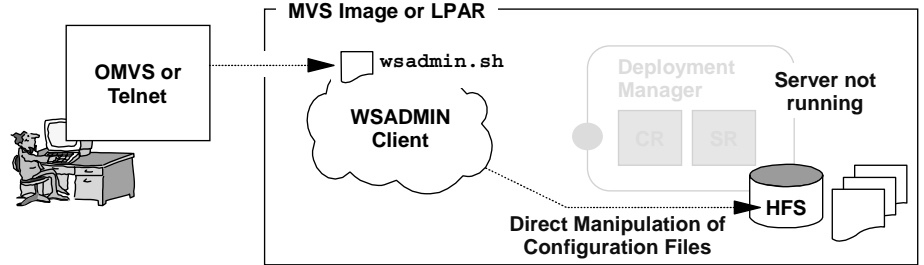 MVS Image or LPAR
OMVS or
Telnet
wsadmin.sh
WSADMIN
Client
Deployment
Manager
CR
SR
Server not
running
HFS
Direct Manipulation of
Configuration Files